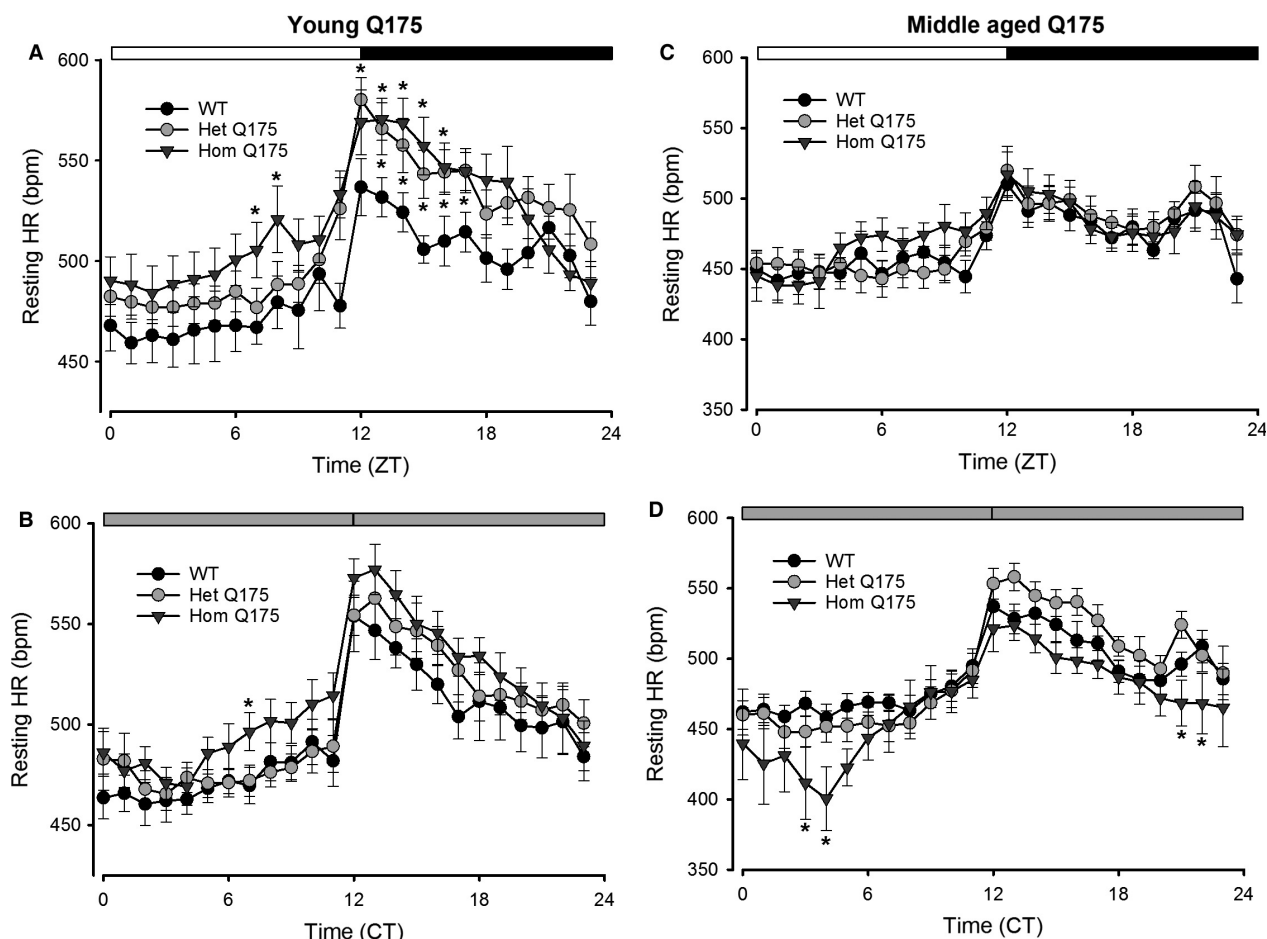 Young Q175
Middle aged Q175
A
600
550
500
450
Resting HR (bpm)
WT
Het Q175
Hom Q175
* * * * * * * * * * * * *
0 6 12 18 24
Time (ZT)
C
600
550
500
450
400
350
Resting HR (bpm)
WT
Het Q175
Hom Q175
0 6 12 18 24
Time (ZT)
B
600
550
500
450
Resting HR (bpm)
WT
Het Q175
Hom Q175
*
0 6 12 18 24
Time (CT)
D
600
550
500
450
400
350
Resting HR (bpm)
WT
Het Q175
Hom Q175
* * * *
0 6 12 18 24
Time (CT)